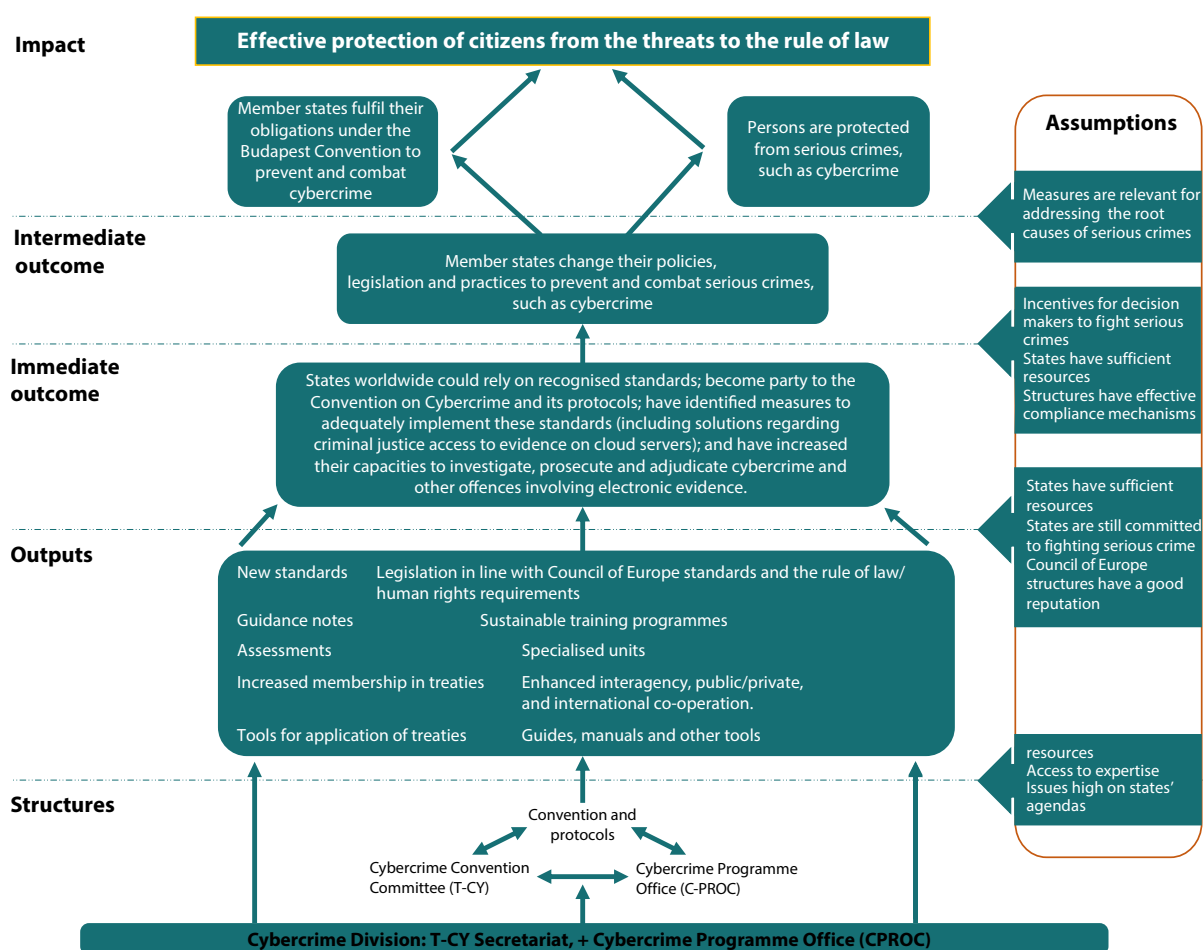 Impact
Effective protection of citizens from the threats to the rule of law
Member states fulfil their
obligations under the
Budapest Convention to
prevent and combat
cybercrime
Persons are protected
from serious crimes,
such as cybercrime
Assumptions
Measures are relevant for
addressing the root
causes of serious crimes
Intermediate
outcome
Member states change their policies,
legislation and practices to prevent and combat serious crimes,
such as cybercrime
Incentives for decision
makers to fight serious
crimes
States have sufficient
resources
Structures have effective
compliance mechanisms
Immediate
outcome
States worldwide could rely on recognised standards; become party to the
Convention on Cybercrime and its protocols; have identified measures to
adequately implement these standards (including solutions regarding
criminal justice access to evidence on cloud servers); and have increased
their capacities to investigate, prosecute and adjudicate cybercrime and
other offences involving electronic evidence.
States have sufficient
resources
States are still committed
to fighting serious crime
Council of Europe
structures have a good
reputation
Outputs
New standards Legislation in line with Council of Europe standards and the rule of law/
human rights requirements
Guidance notes Sustainable training programmes
Assessments Specialised units
Increased membership in treaties Enhanced interagency, public/private,
and international co-operation.
Tools for application of treaties Guides, manuals and other tools
resources
Access to expertise
Issues high on states'
agendas
Structures
Convention and
protocols
Cybercrime Convention
Committee (T-CY)
Cybercrime Programme
Office (C-PROC)
Cybercrime Division: T-CY Secretariat, + Cybercrime Programme Office (CPROC)